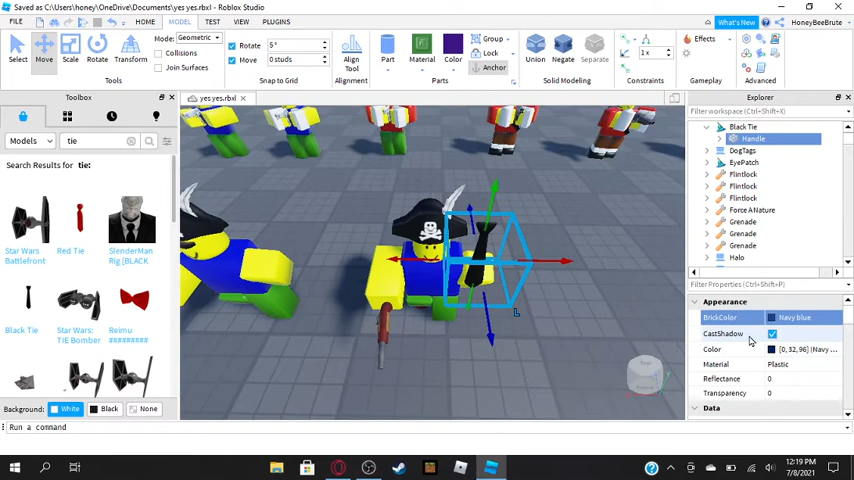 Saved as C:\Users\honey\OneDrive\Documents\yes yes.rbxl] - Roblox Studio
FILE HOME MODEL TEST VIEW PLUGINS What's New HoneyBeeBrute
Select Move Scale Rotate Transform
Mode: Geometric
Collisions
Join Surfaces
Tools
Rotate 5 °
Move 0 studs
Snap to Grid
Align Tool
Alignment
Part Material Color
Group
Lock
Anchor
Parts
Union Negate Separate
Solid Modeling
1 x
Constraints
Effects
Gameplay
Advanced
Toolbox
Models tie
Search Results for tie:
Star Wars Battlefront
Red Tie
SlenderMan Rig [BLACK
Black Tie
Star Wars: TIE Bomber
Reimu #########
Background: White Black None
Run a command
yes yes.rbxl
Explorer
Filter workspace (Ctrl+Shift+X)
Black Tie
Handle
DogTags
EyePatch
Flintlock
Flintlock
Flintlock
Force A Nature
Grenade
Grenade
Grenade
Halo
Filter Properties (Ctrl+Shift+P)
Appearance
BrickColor Navy blue
CastShadow
Color [0, 32, 96] (Navy ...
Material Plastic
Reflectance 0
Transparency 0
Data
12:19 PM
7/8/2021